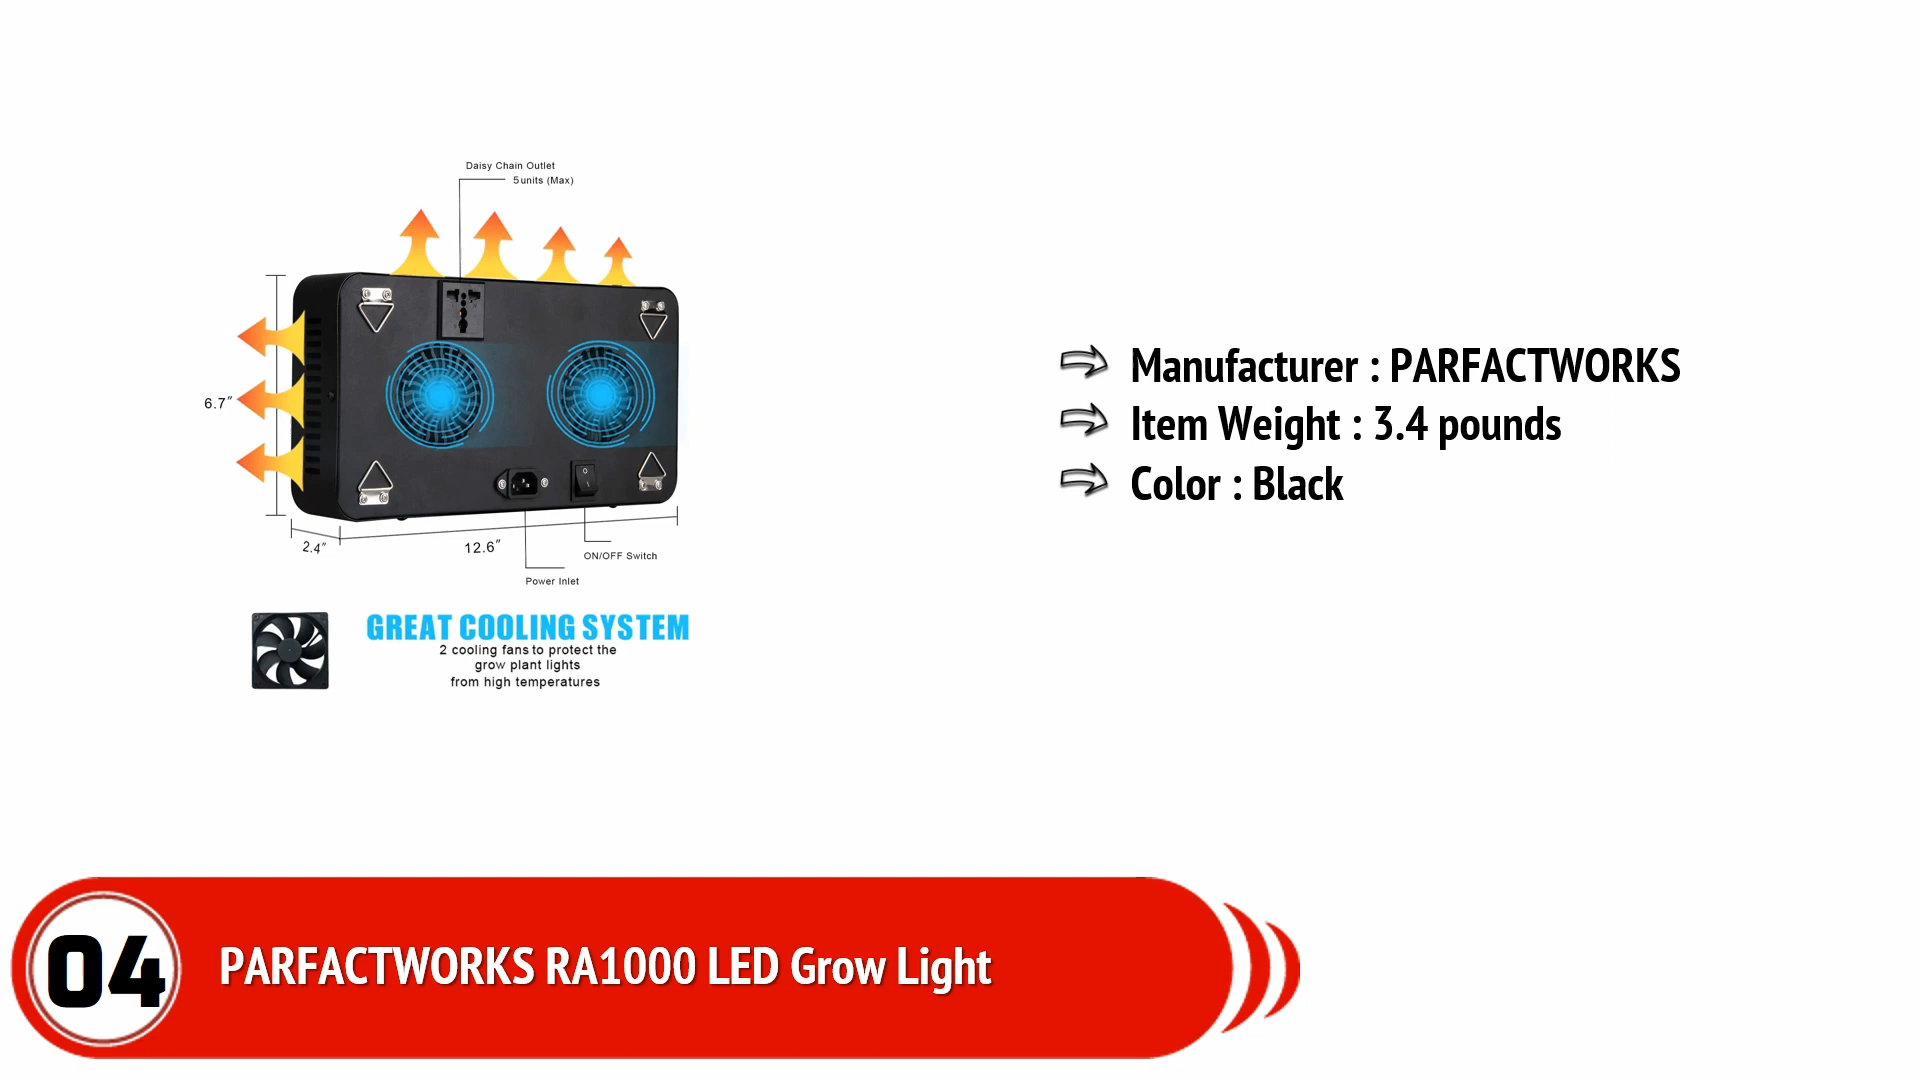 Daisy Chain Outlet
5 units (Max)
6.7"
2.4"
12.6"
ON/OFF Switch
Power Inlet
GREAT COOLING SYSTEM
2 cooling fans to protect the
grow plant lights
from high temperatures
Manufacturer : PARFACTWORKS
Item Weight : 3.4 pounds
Color : Black
04
PARFACTWORKS RA1000 LED Grow Light